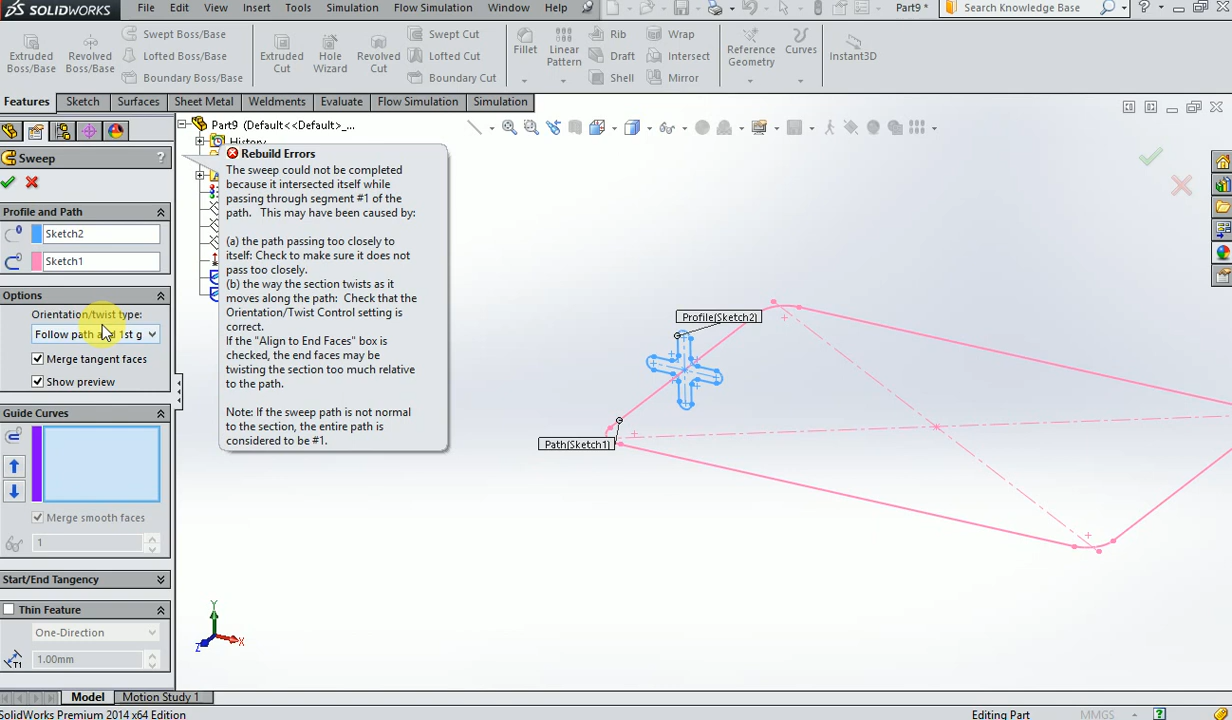 SOLIDWORKS
File Edit View Insert Tools Simulation Flow Simulation Window Help
Part9 *
Search Knowledge Base
Extruded Boss/Base
Revolved Boss/Base
Swept Boss/Base
Lofted Boss/Base
Boundary Boss/Base
Extruded Cut
Hole Wizard
Revolved Cut
Swept Cut
Lofted Cut
Boundary Cut
Fillet
Linear Pattern
Rib
Draft
Shell
Wrap
Intersect
Mirror
Reference Geometry
Curves
Instant3D
Features Sketch Surfaces Sheet Metal Weldments Evaluate Flow Simulation Simulation
Part9 (Default<<Default>_...
History
Sweep ?
Profile and Path
Sketch2
Sketch1
Options
Orientation/twist type:
Follow path and 1st g
Merge tangent faces
Show preview
Guide Curves
Merge smooth faces
1
Start/End Tangency
Thin Feature
One-Direction
T1
1.00mm
Rebuild Errors
The sweep could not be completed
because it intersected itself while
passing through segment #1 of the
path. This may have been caused by:
(a) the path passing too closely to
itself: Check to make sure it does not
pass too closely.
(b) the way the section twists as it
moves along the path: Check that the
Orientation/Twist Control setting is
correct.
If the "Align to End Faces" box is
checked, the end faces may be
twisting the section too much relative
to the path.
Note: If the sweep path is not normal
to the section, the entire path is
considered to be #1.
Profile(Sketch2)
Path(Sketch1)
Y
X
Z
Model Motion Study 1
SolidWorks Premium 2014 x64 Edition
Editing Part
MMGS